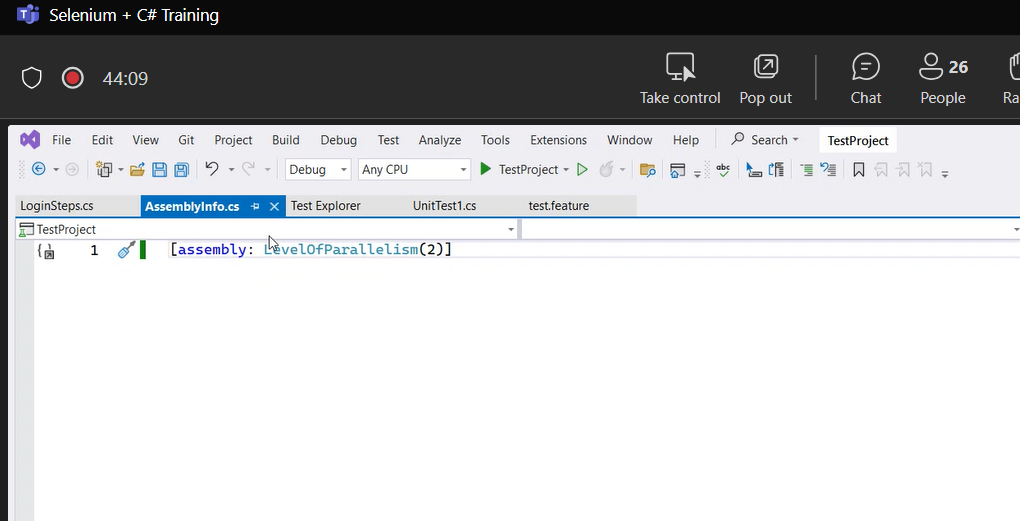 Selenium + C# Training
44:09
Take control
Pop out
Chat
26
People
File Edit View Git Project Build Debug Test Analyze Tools Extensions Window Help Search TestProject
Debug Any CPU TestProject abc
LoginSteps.cs AssemblyInfo.cs Test Explorer UnitTest1.cs test.feature
TestProject
1 [assembly: LevelOfParallelism(2)]